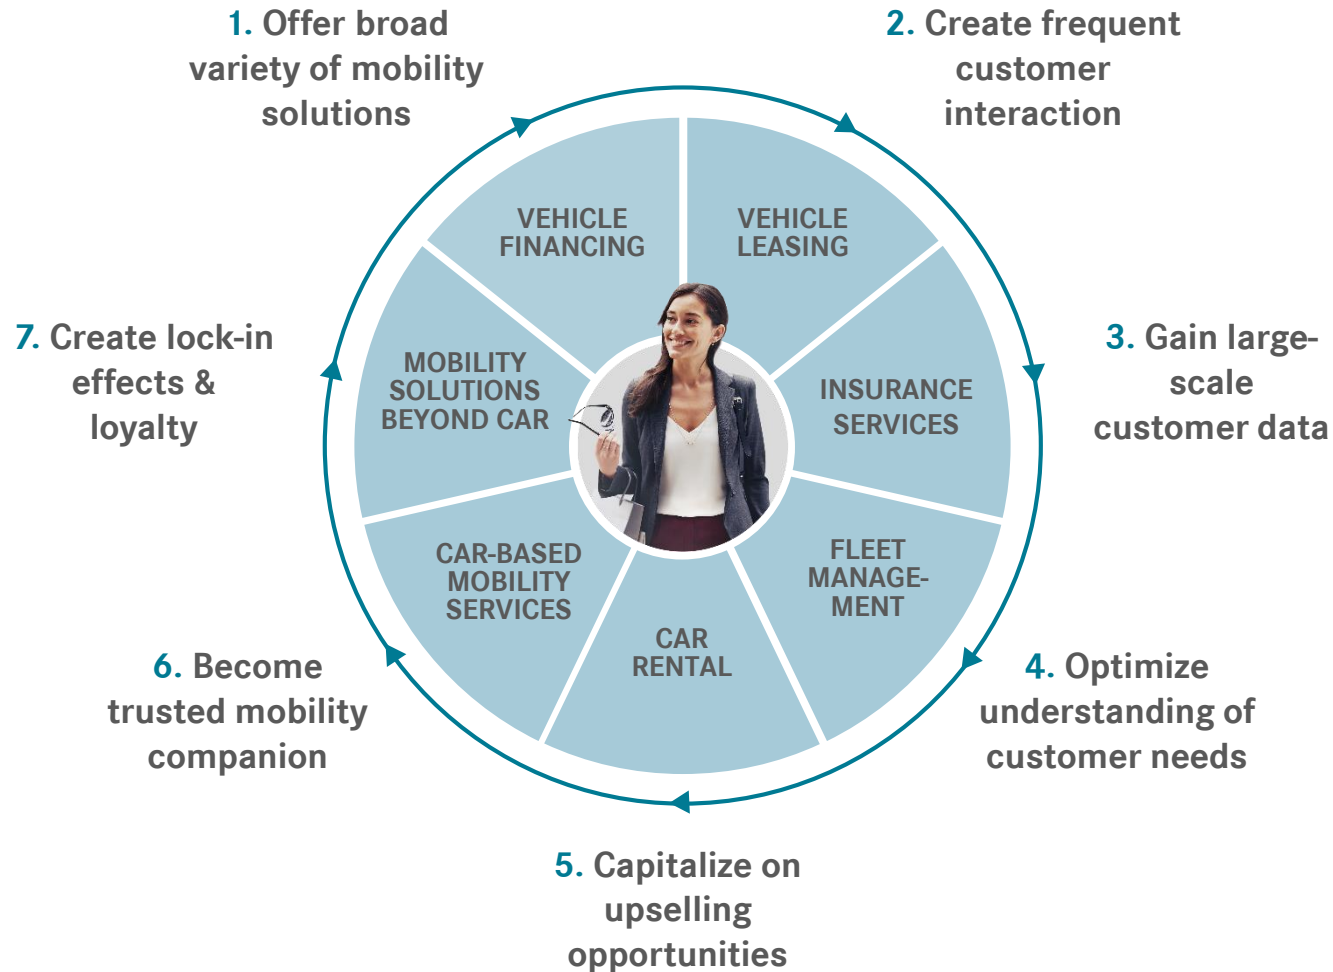 1. Offer broad
variety of mobility
solutions
2. Create frequent
customer
interaction
3. Gain large-
scale
customer data
4. Optimize
understanding of
customer needs
5. Capitalize on
upselling
opportunities
6. Become
trusted mobility
companion
7. Create lock-in
effects &
loyalty
VEHICLE
FINANCING
VEHICLE
LEASING
INSURANCE
SERVICES
FLEET
MANAGE-
MENT
CAR
RENTAL
CAR-BASED
MOBILITY
SERVICES
MOBILITY
SOLUTIONS
BEYOND CAR